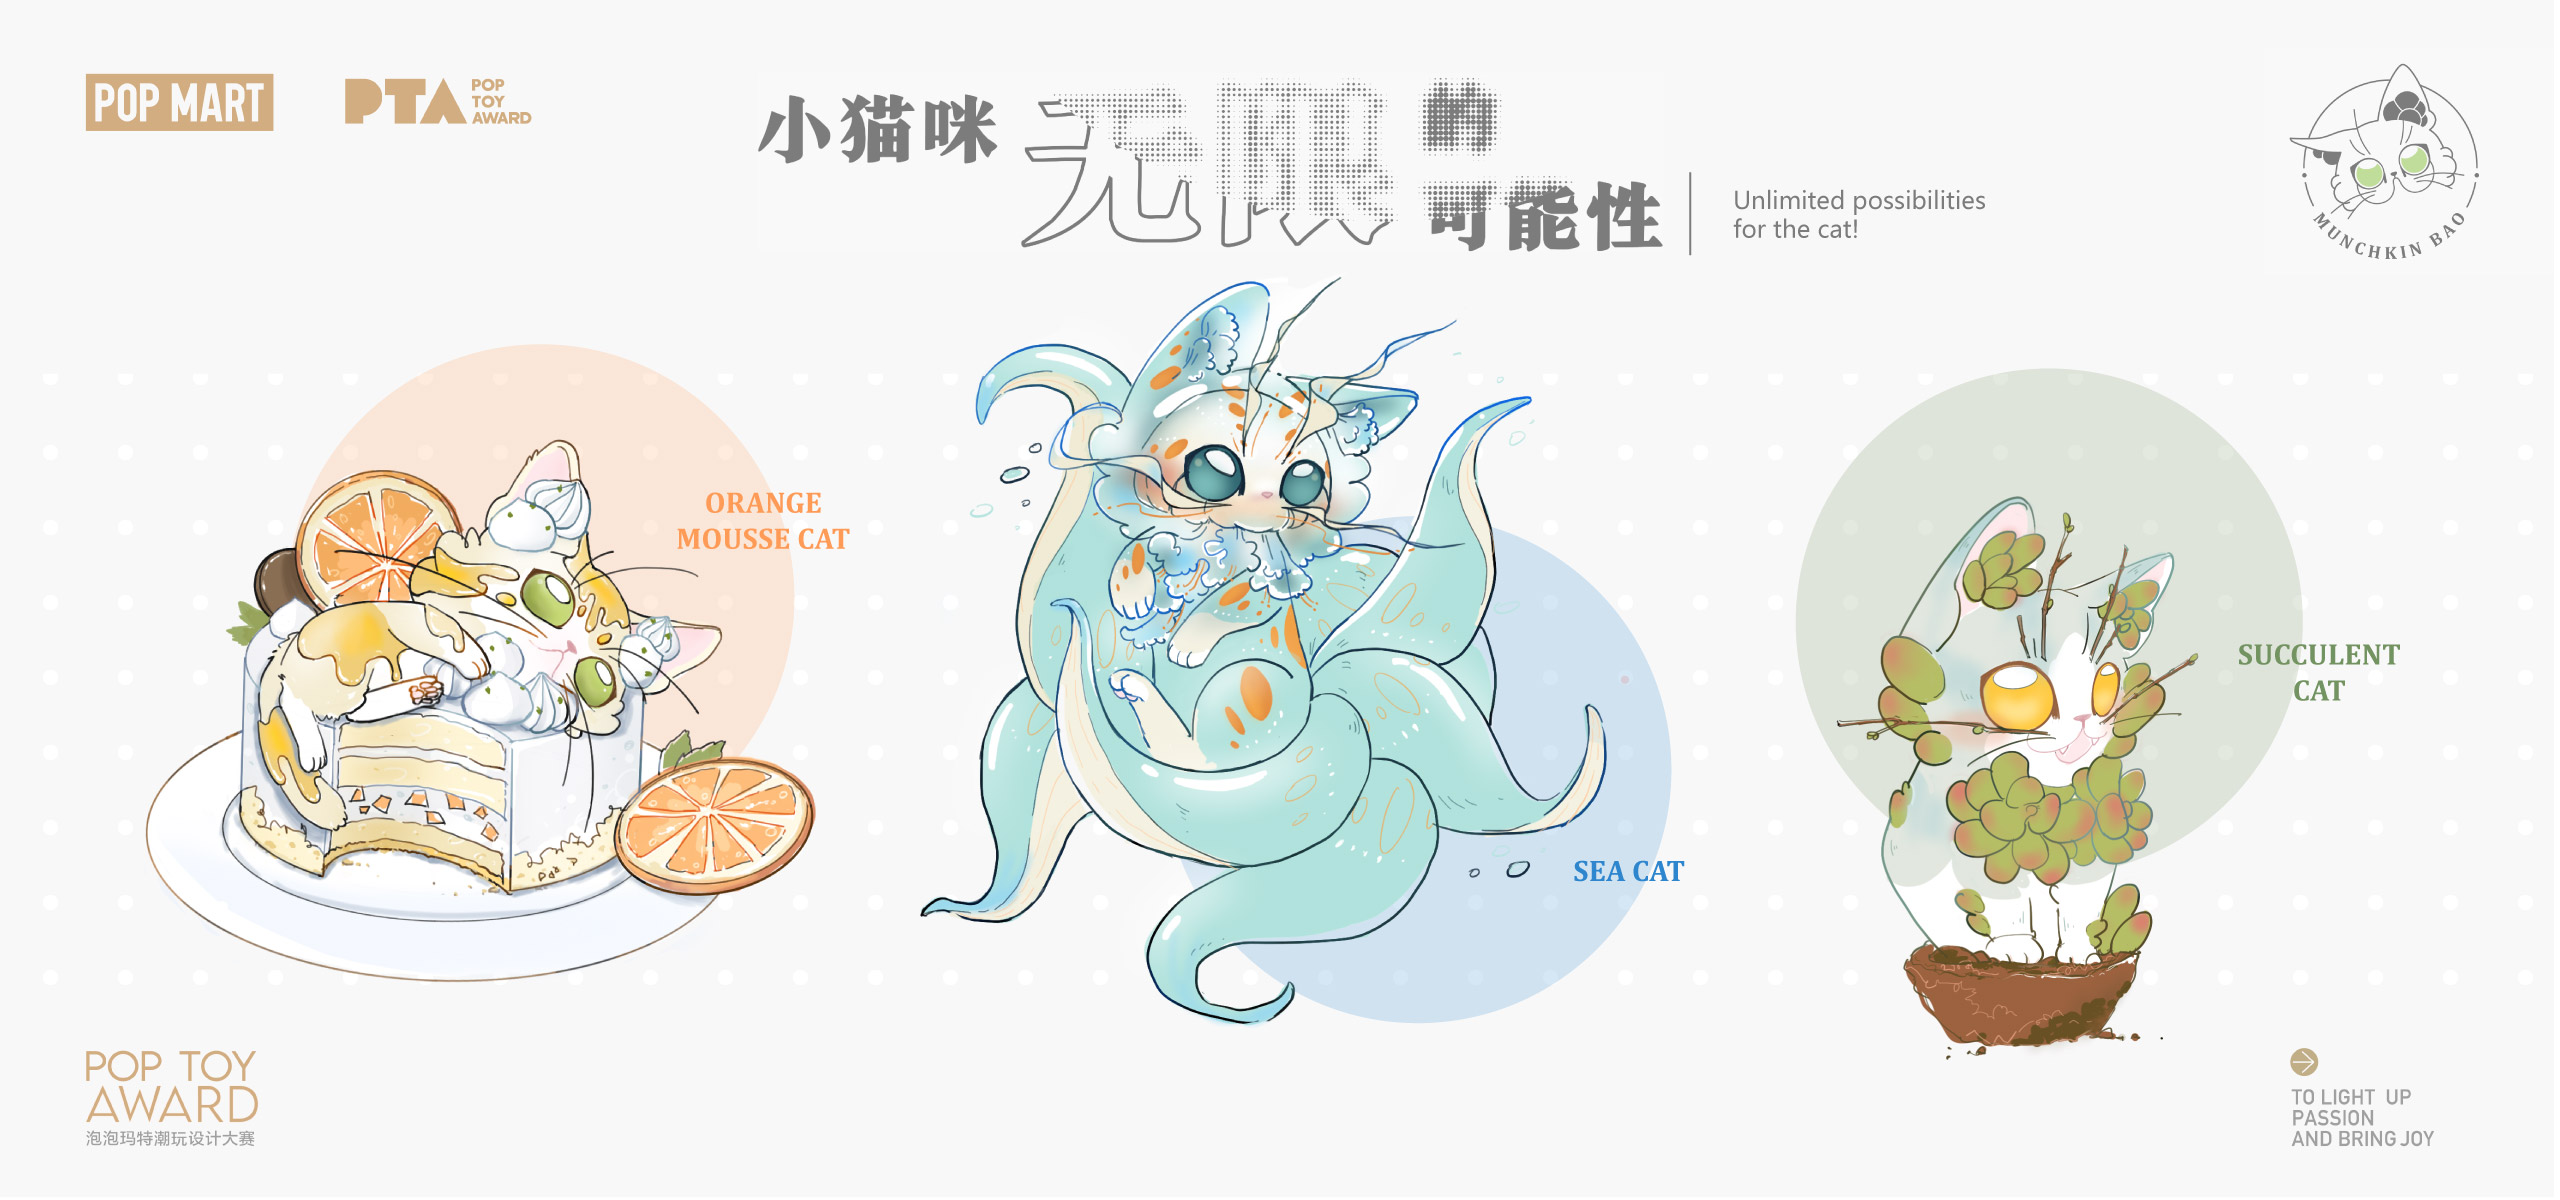 POP MART
PTA
POP
TOY
AWARD
小猫咪无限的
可能性
Unlimited possibilities
for the cat!
MUNCHKIN BAO
ORANGE
MOUSSE CAT
SEA CAT
SUCCULENT
CAT
POP TOY
AWARD
泡泡玛特潮玩设计大赛
TO LIGHT UP
PASSION
AND BRING JOY